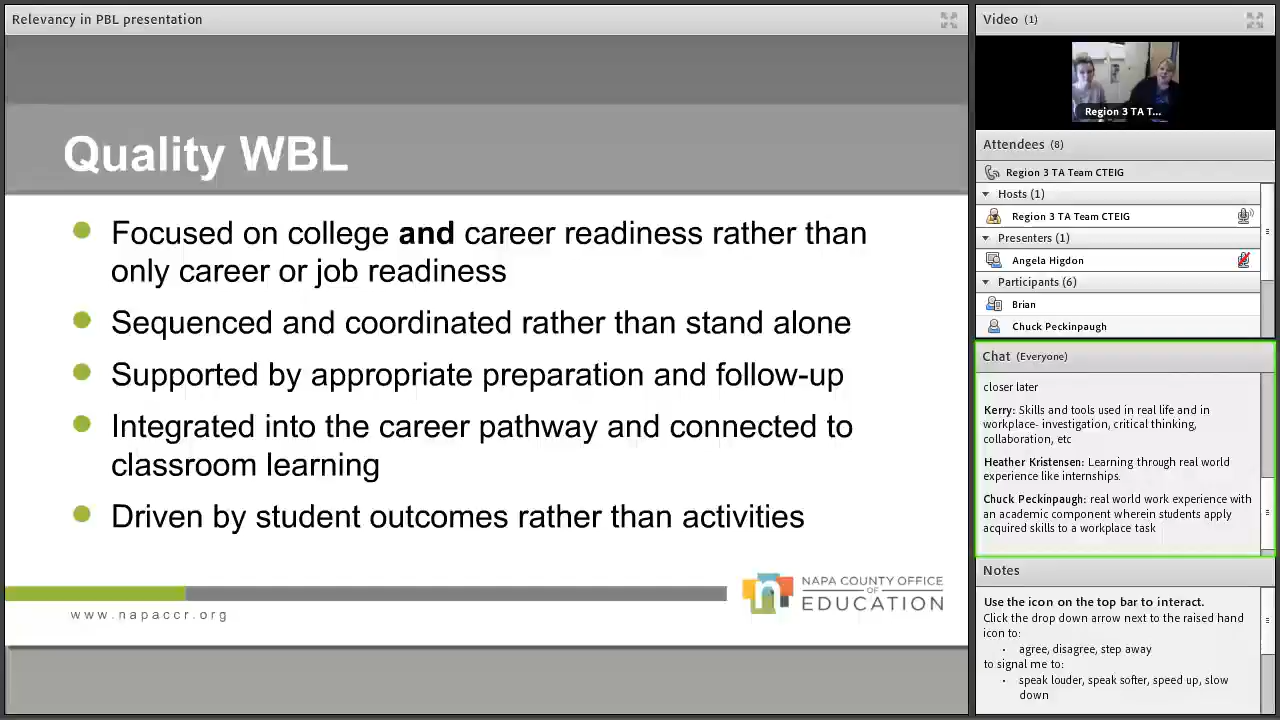 Relevancy in PBL presentation
Quality WBL
Focused on college and career readiness rather than
only career or job readiness
Sequenced and coordinated rather than stand alone
Supported by appropriate preparation and follow-up
Integrated into the career pathway and connected to
classroom learning
Driven by student outcomes rather than activities
www.napaccr.org
n
NAPA COUNTY OFFICE
OF
EDUCATION
Video (1)
Region 3 TA T...
Attendees (8)
Region 3 TA Team CTEIG
Hosts (1)
Region 3 TA Team CTEIG
Presenters (1)
Angela Higdon
Participants (6)
Brian
Chuck Peckinpaugh
Chat (Everyone)
closer later
Kerry: Skills and tools used in real life and in
workplace- investigation, critical thinking,
collaboration, etc
Heather Kristensen: Learning through real world
experience like internships.
Chuck Peckinpaugh: real world work experience with
an academic component wherein students apply
acquired skills to a workplace task
Notes
Use the icon on the top bar to interact.
Click the drop down arrow next to the raised hand
icon to:
• agree, disagree, step away
to signal me to:
• speak louder, speak softer, speed up, slow
down